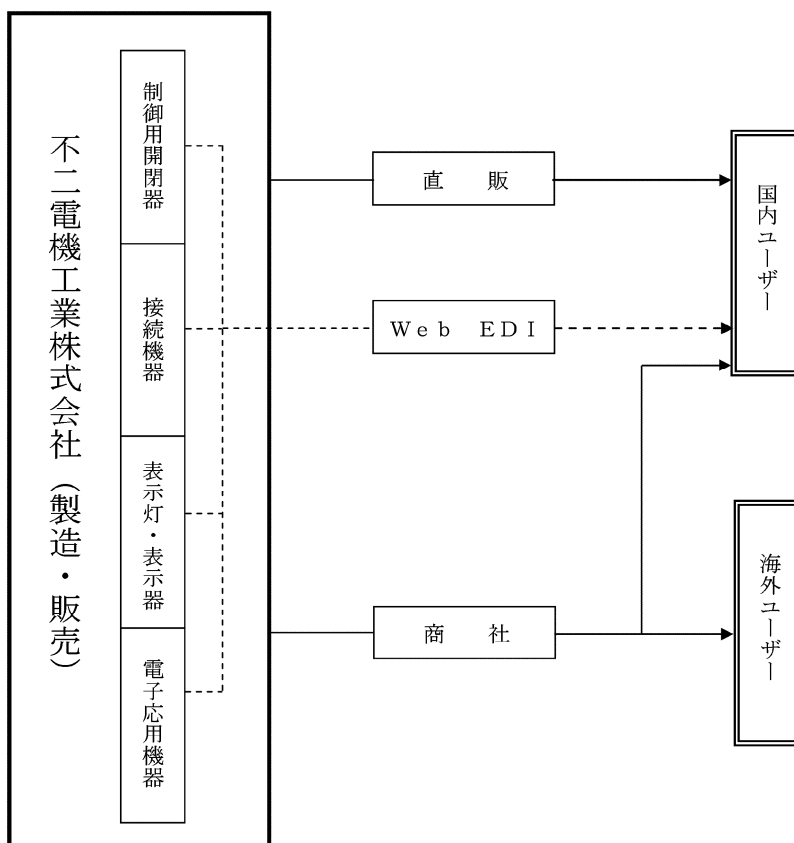 不二電機工業株式会社（製造・販売）
制御用開閉器
接続機器
表示灯・表示器
電子応用機器
直　販
Ｗｅｂ　ＥＤＩ
商　社
国内ユーザー
海外ユーザー